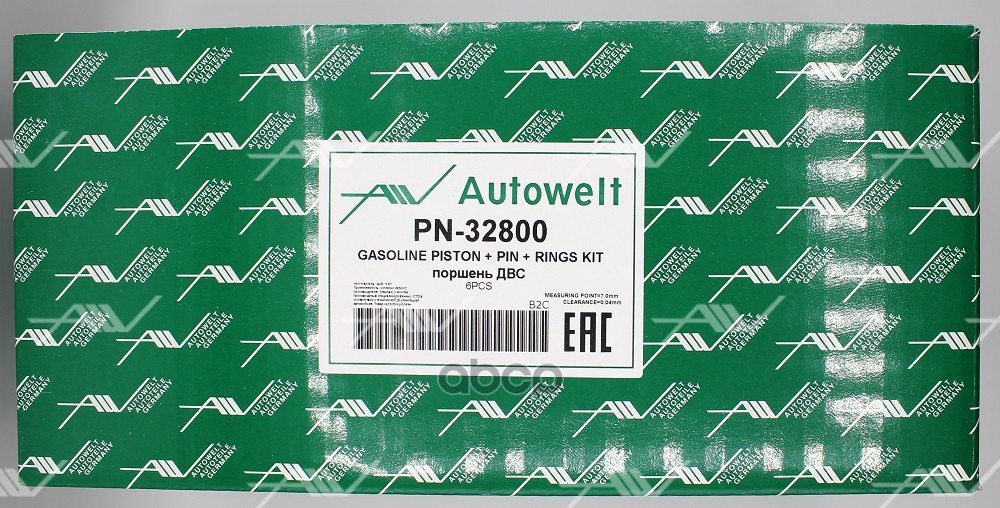 Autowelt
PN-32800
GASOLINE PISTON + PIN + RINGS KIT
поршень ДВС
6PCS
MEASURING POINT=7.0mm
CLEARANCE=0.04mm
B2C
EAC
abcp
AUTOWELT
AUTOTEILE
GERMANY